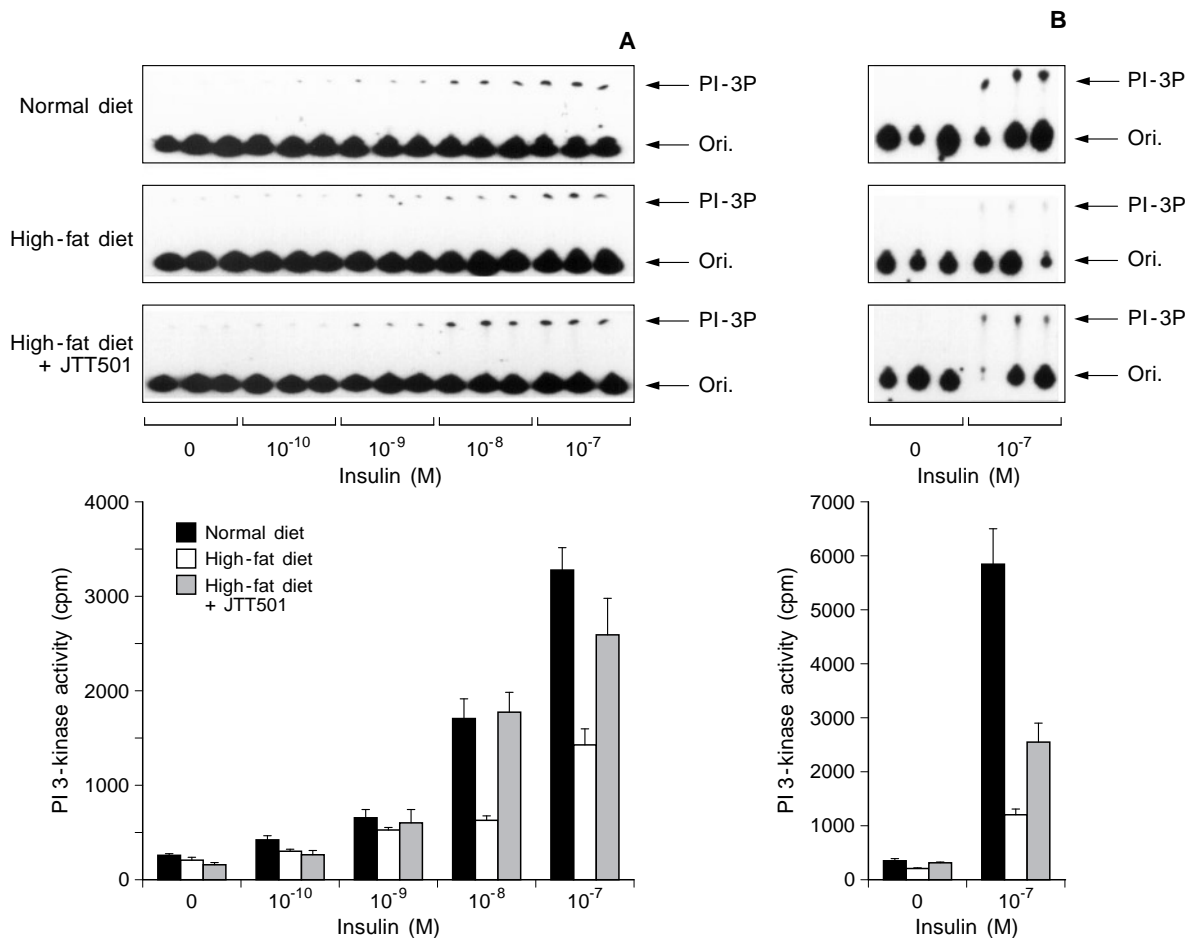 A
Normal diet
PI-3P
Ori.
High-fat diet
PI-3P
Ori.
High-fat diet
+ JTT501
PI-3P
Ori.
0 10-10 10-9 10-8 10-7
Insulin (M)
B
PI-3P
Ori.
PI-3P
Ori.
PI-3P
Ori.
0 10-7
Insulin (M)
PI 3-kinase activity (cpm)
4000
3000
2000
1000
0
Normal diet
High-fat diet
High-fat diet
+ JTT501
0 10-10 10-9 10-8 10-7
Insulin (M)
PI 3-kinase activity (cpm)
7000
6000
5000
4000
3000
2000
1000
0
0 10-7
Insulin (M)